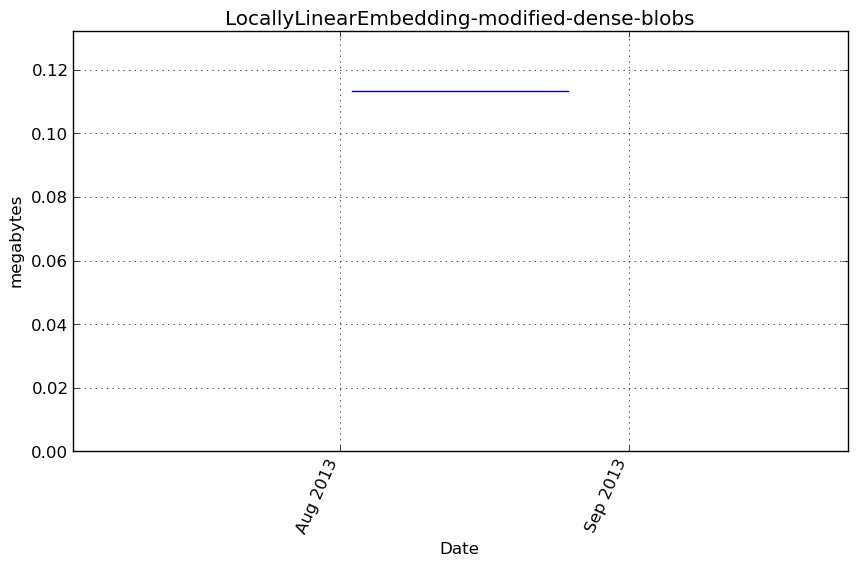 LocallyLinearEmbedding-modified-dense-blobs
0.12
0.10
0.08
0.06
0.04
0.02
0.00
megabytes
Aug 2013
Sep 2013
Date